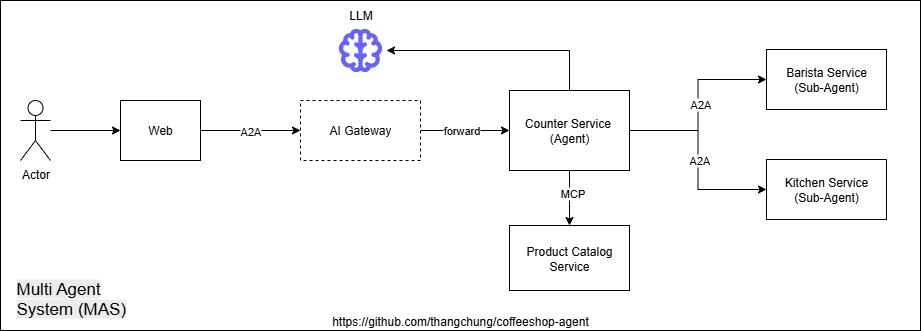 LLM
Actor
Web
A2A
AI Gateway
forward
Counter Service
(Agent)
A2A
Barista Service
(Sub-Agent)
A2A
Kitchen Service
(Sub-Agent)
MCP
Product Catalog
Service
Multi Agent
System (MAS)
https://github.com/thangchung/coffeeshop-agent